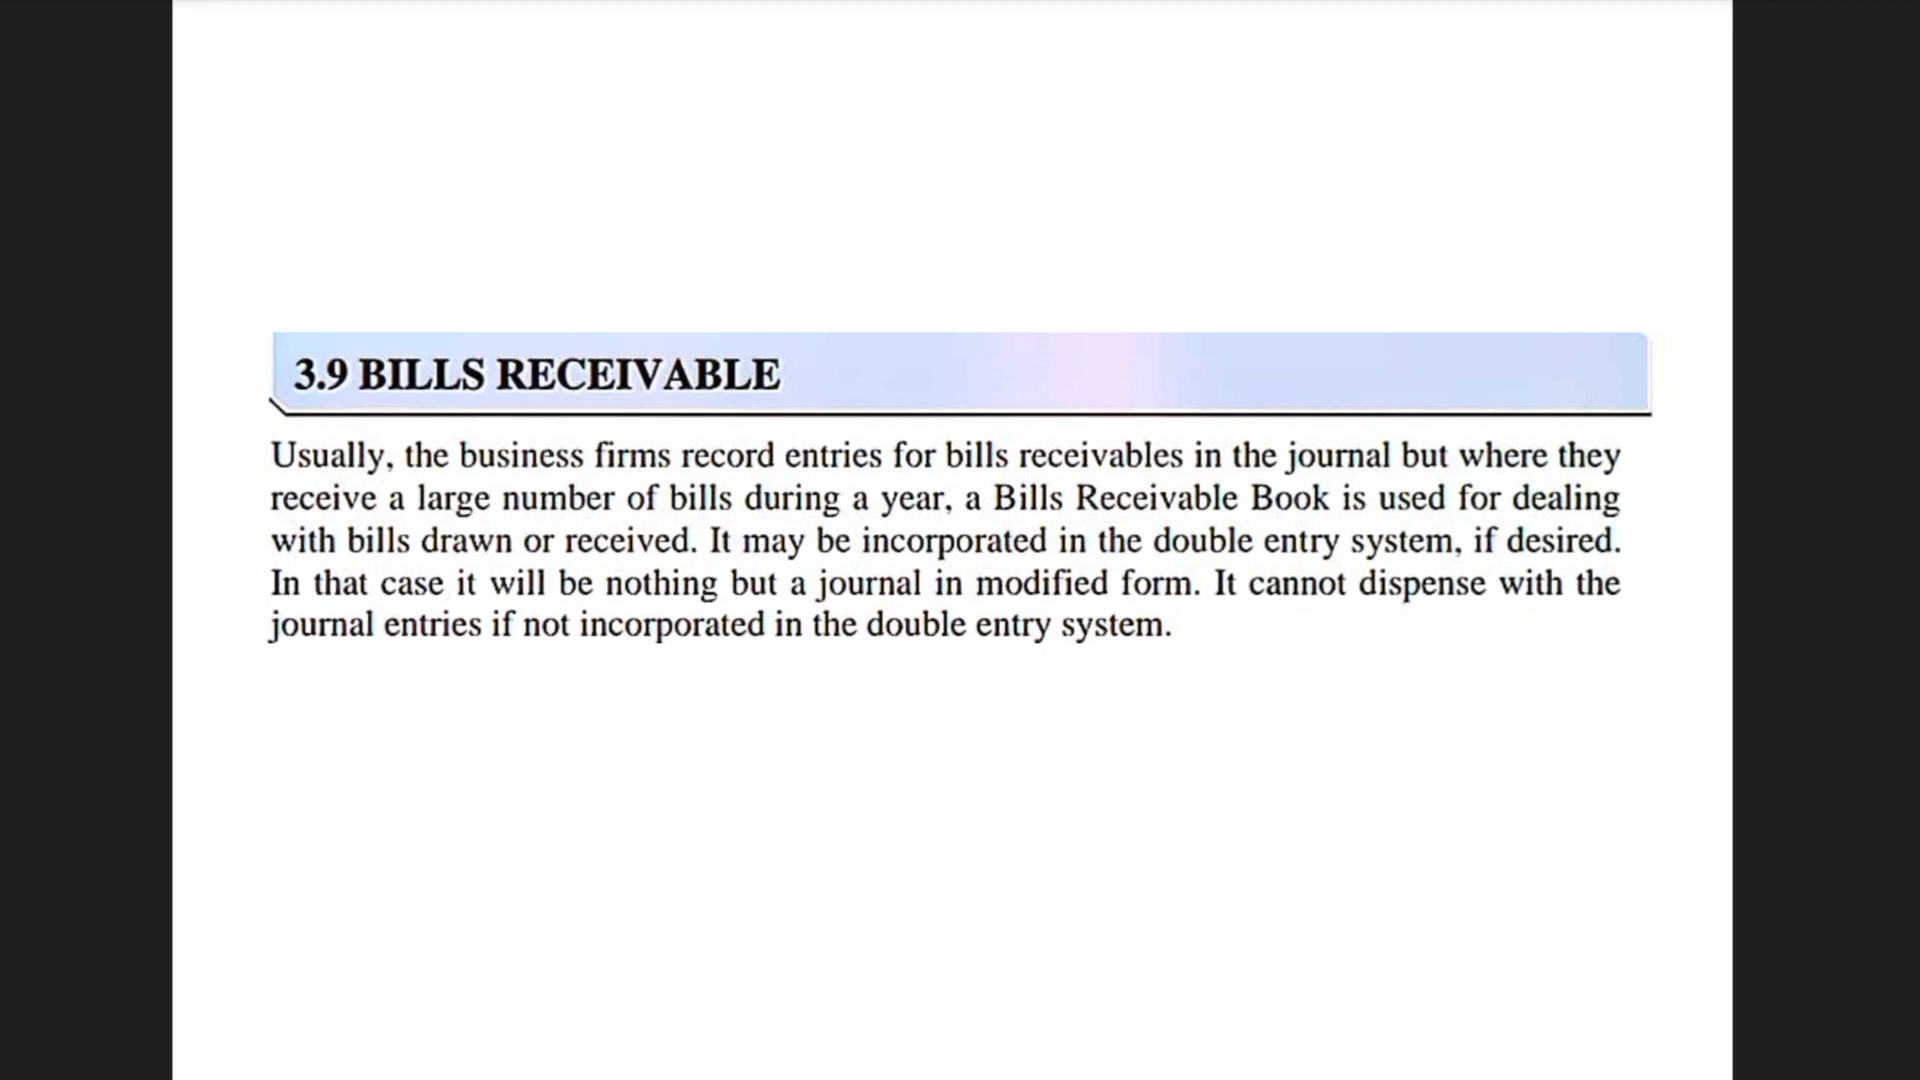 3.9 BILLS RECEIVABLE
Usually, the business firms record entries for bills receivables in the journal but where they
receive a large number of bills during a year, a Bills Receivable Book is used for dealing
with bills drawn or received. It may be incorporated in the double entry system, if desired.
In that case it will be nothing but a journal in modified form. It cannot dispense with the
journal entries if not incorporated in the double entry system.